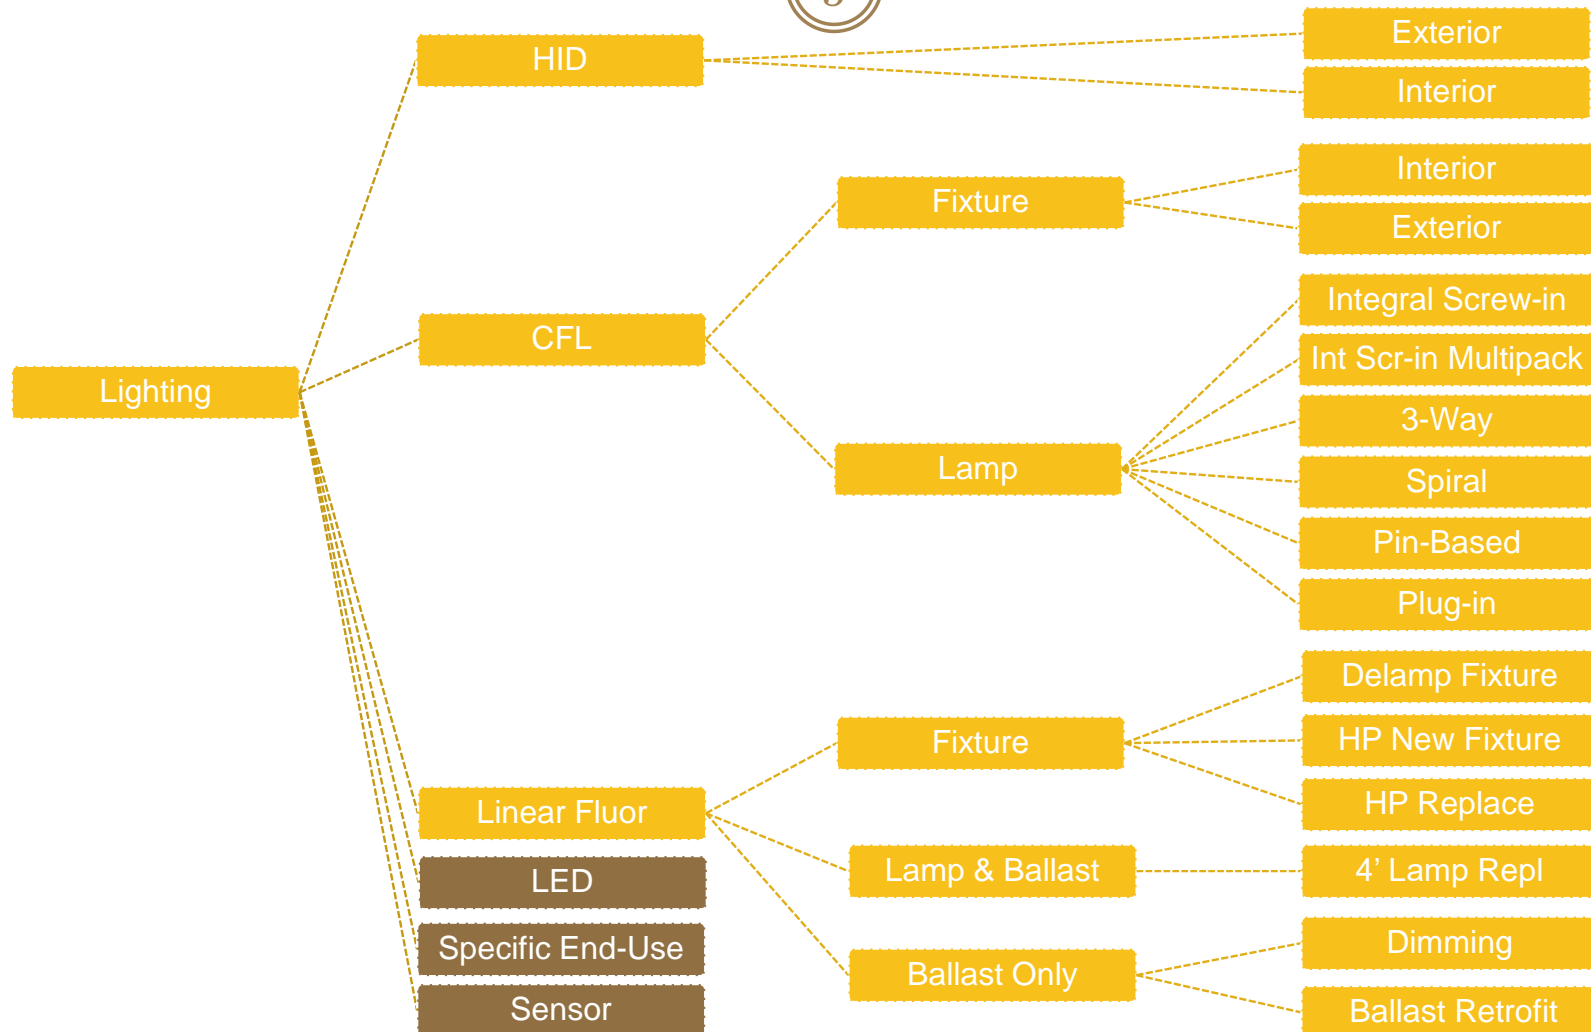 HID
Exterior
Interior
Fixture
Interior
Exterior
CFL
Integral Screw-in
Int Scr-in Multipack
Lighting
3-Way
Lamp
Spiral
Pin-Based
Plug-in
Fixture
Delamp Fixture
HP New Fixture
HP Replace
Linear Fluor
Lamp & Ballast
4’ Lamp Repl
LED
Specific End-Use
Ballast Only
Dimming
Sensor
Ballast Retrofit